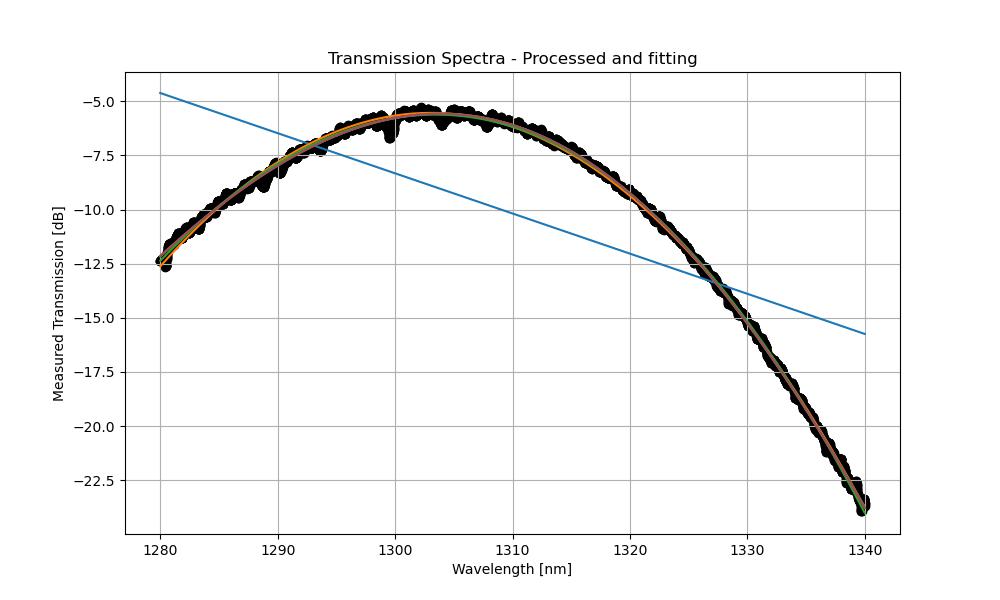 Transmission Spectra - Processed and fitting
Measured Transmission [dB]
−5.0
−7.5
−10.0
−12.5
−15.0
−17.5
−20.0
−22.5
1280 1290 1300 1310 1320 1330 1340
Wavelength [nm]